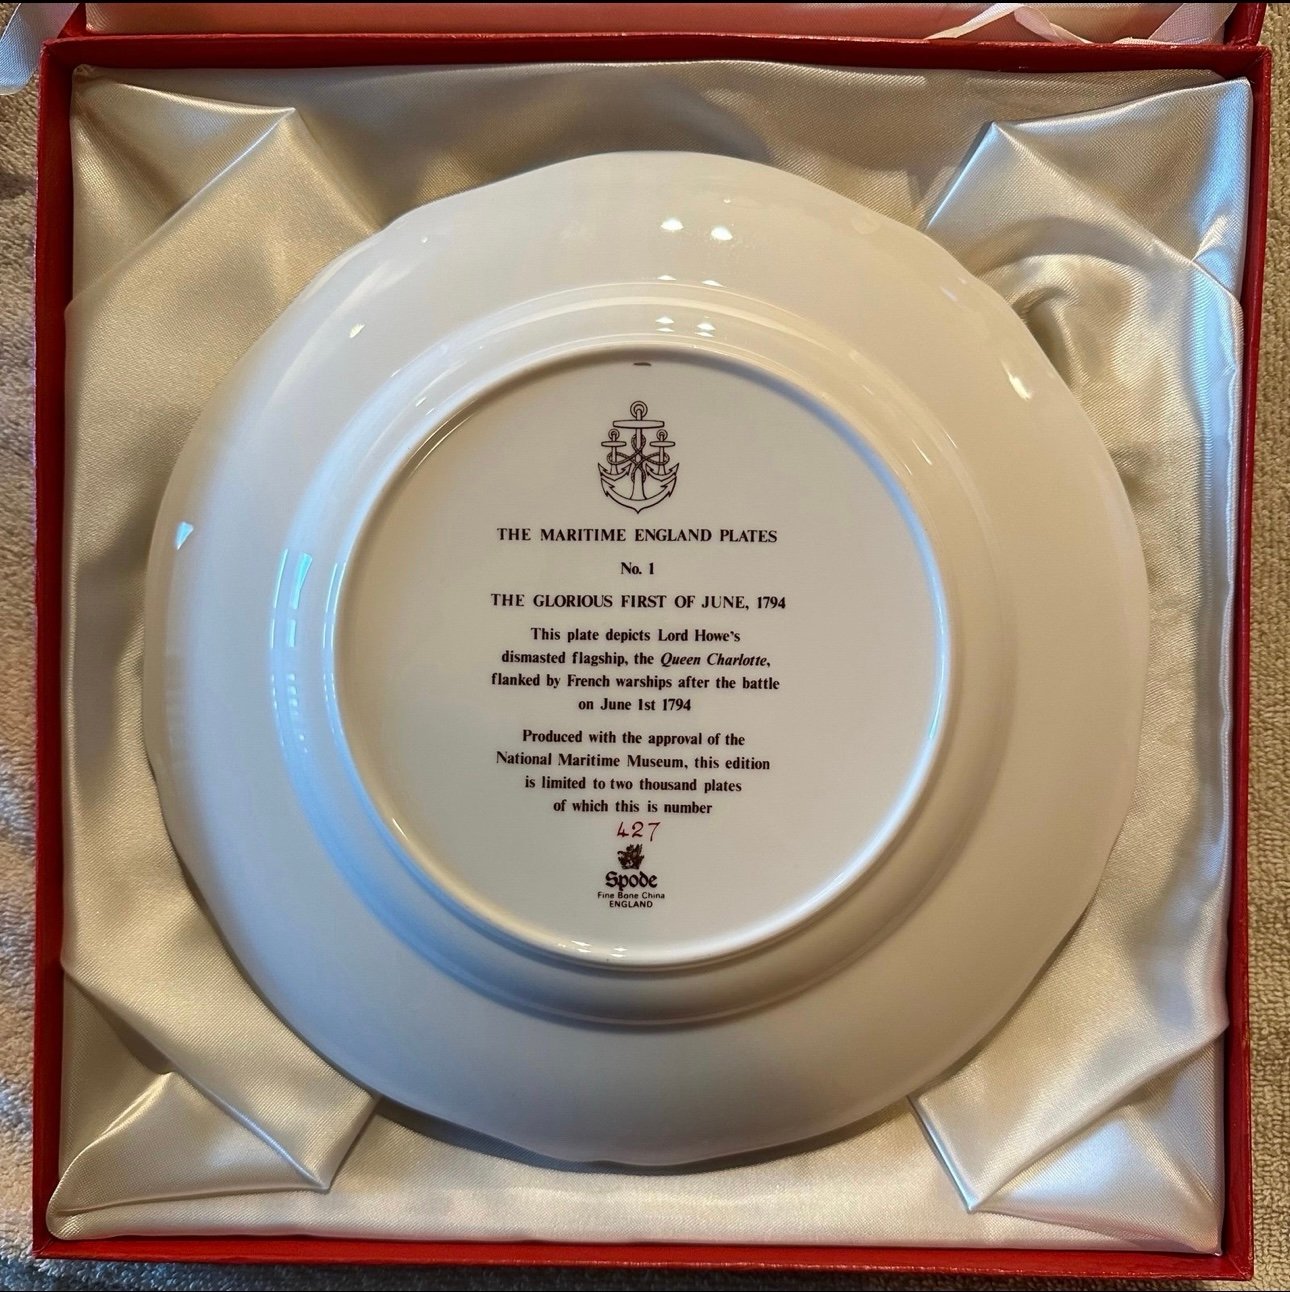 THE MARITIME ENGLAND PLATES
No. 1
THE GLORIOUS FIRST OF JUNE, 1794
This plate depicts Lord Howe's
dismasted flagship, the Queen Charlotte,
flanked by French warships after the battle
on June 1st 1794
Produced with the approval of the
National Maritime Museum, this edition
is limited to two thousand plates
of which this is number
427
Spode
Fine Bone China
ENGLAND